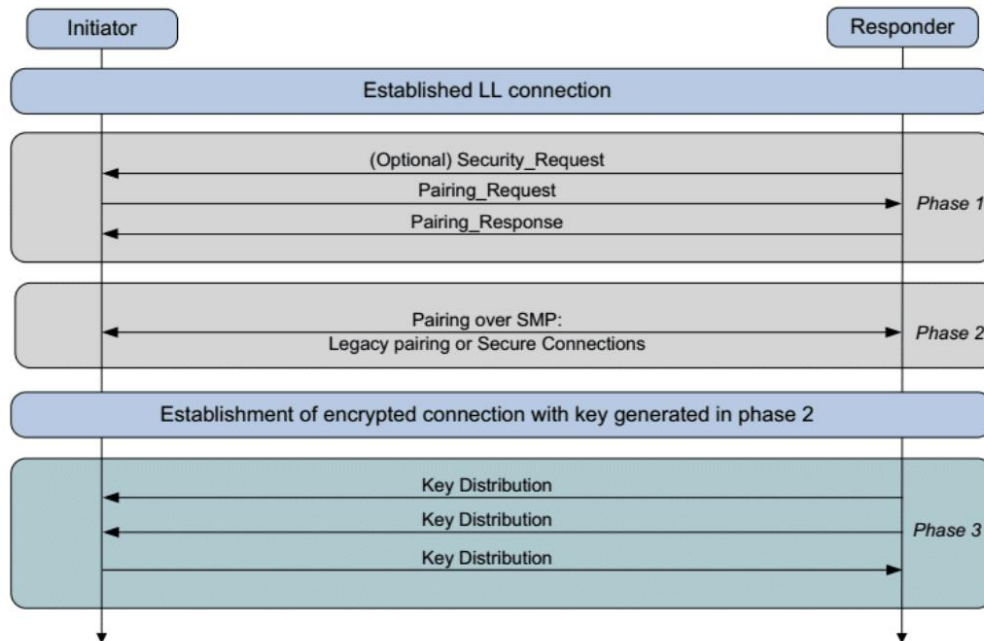 Initiator
Responder
Established LL connection
(Optional) Security_Request
Pairing_Request
Phase 1
Pairing_Response
Pairing over SMP:
Phase 2
Legacy pairing or Secure Connections
Establishment of encrypted connection with key generated in phase 2
Key Distribution
Key Distribution
Phase 3
Key Distribution